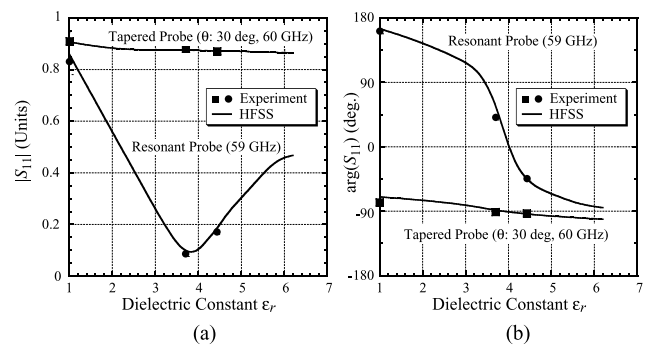 1
0.8
0.6
0.4
0.2
0
|S₁₁| (Units)
Tapered Probe (θ: 30 deg, 60 GHz)
Experiment
HFSS
Resonant Probe (59 GHz)
1 2 3 4 5 6 7
Dielectric Constant εᵣ
(a)
180
90
0
-90
-180
arg(S₁₁) (deg.)
Resonant Probe (59 GHz)
Experiment
HFSS
Tapered Probe (θ: 30 deg, 60 GHz)
1 2 3 4 5 6 7
Dielectric Constant εᵣ
(b)